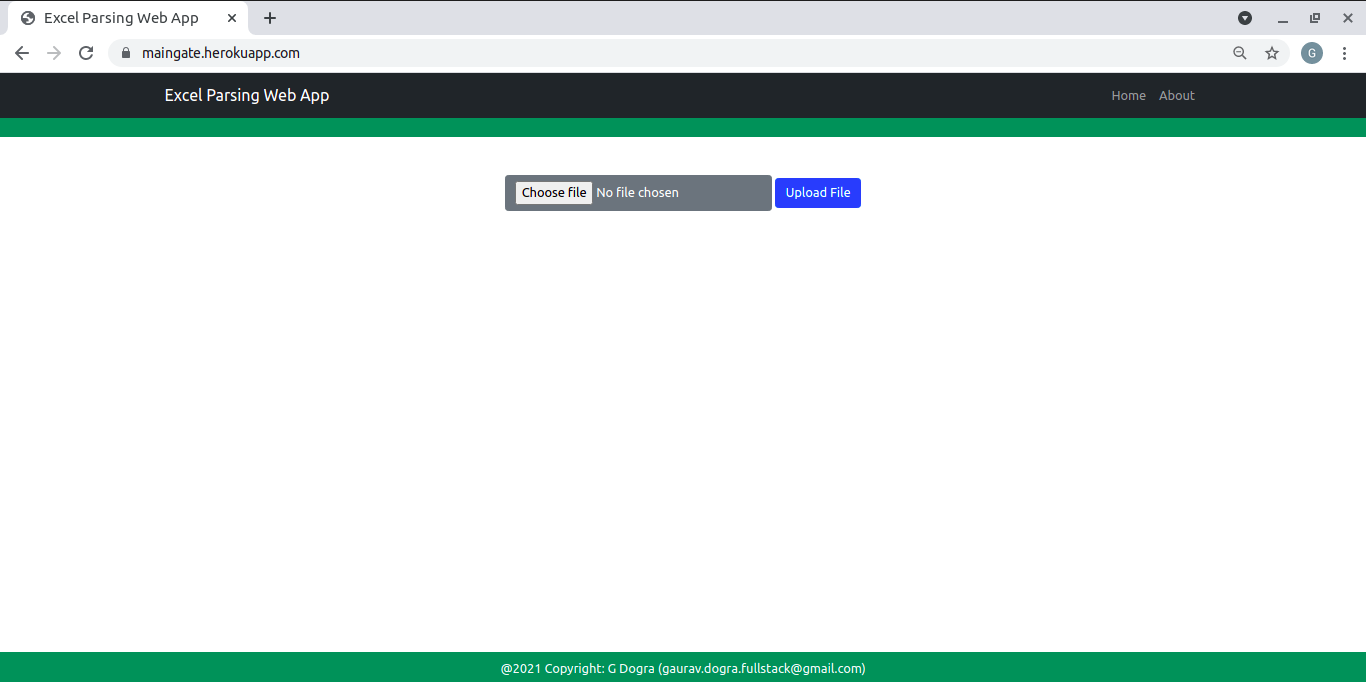 Excel Parsing Web App
maingate.herokuapp.com
G
Excel Parsing Web App Home About
Choose file No file chosen Upload File
@2021 Copyright: G Dogra (gaurav.dogra.fullstack@gmail.com)